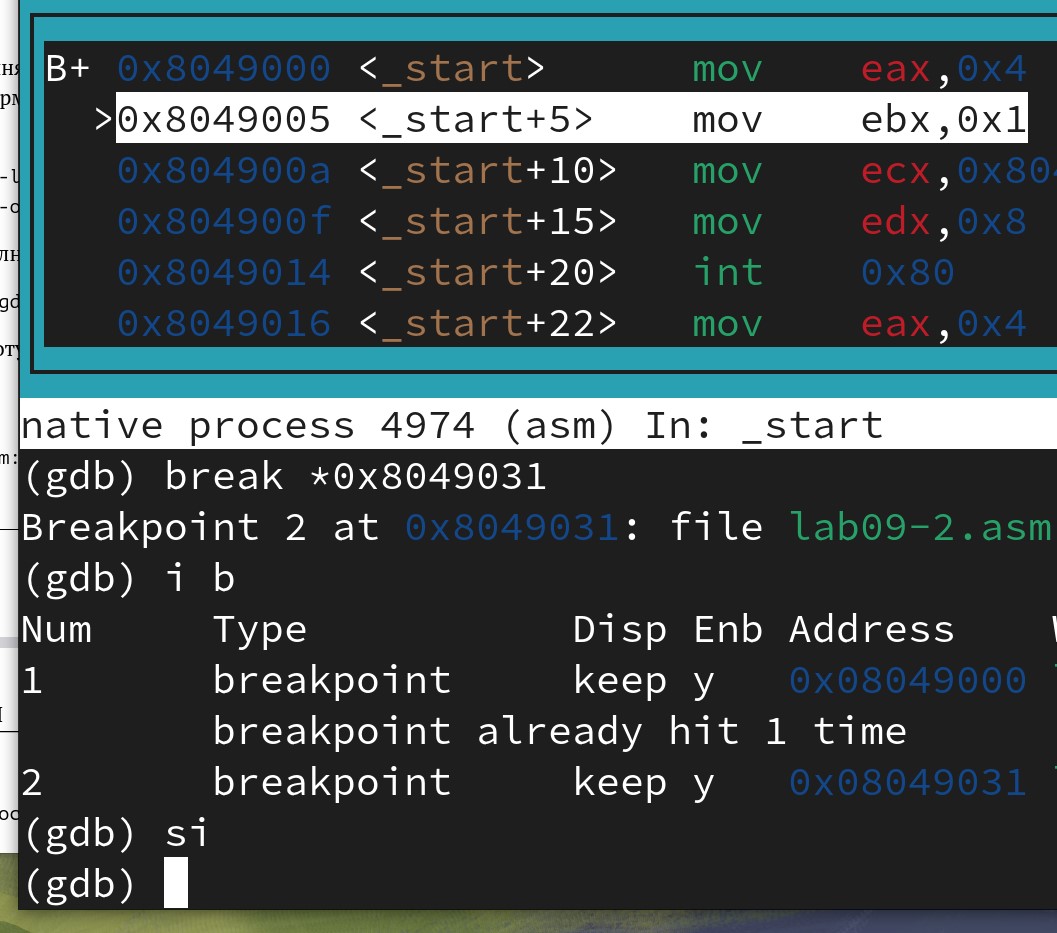 B+ 0x8049000 <_start> mov eax,0x4
>0x8049005 <_start+5> mov ebx,0x1
0x804900a <_start+10> mov ecx,0x804
0x804900f <_start+15> mov edx,0x8
0x8049014 <_start+20> int 0x80
0x8049016 <_start+22> mov eax,0x4
native process 4974 (asm) In: _start
(gdb) break *0x8049031
Breakpoint 2 at 0x8049031: file lab09-2.asm
(gdb) i b
Num Type Disp Enb Address
1 breakpoint keep y 0x08049000
breakpoint already hit 1 time
2 breakpoint keep y 0x08049031
(gdb) si
(gdb)